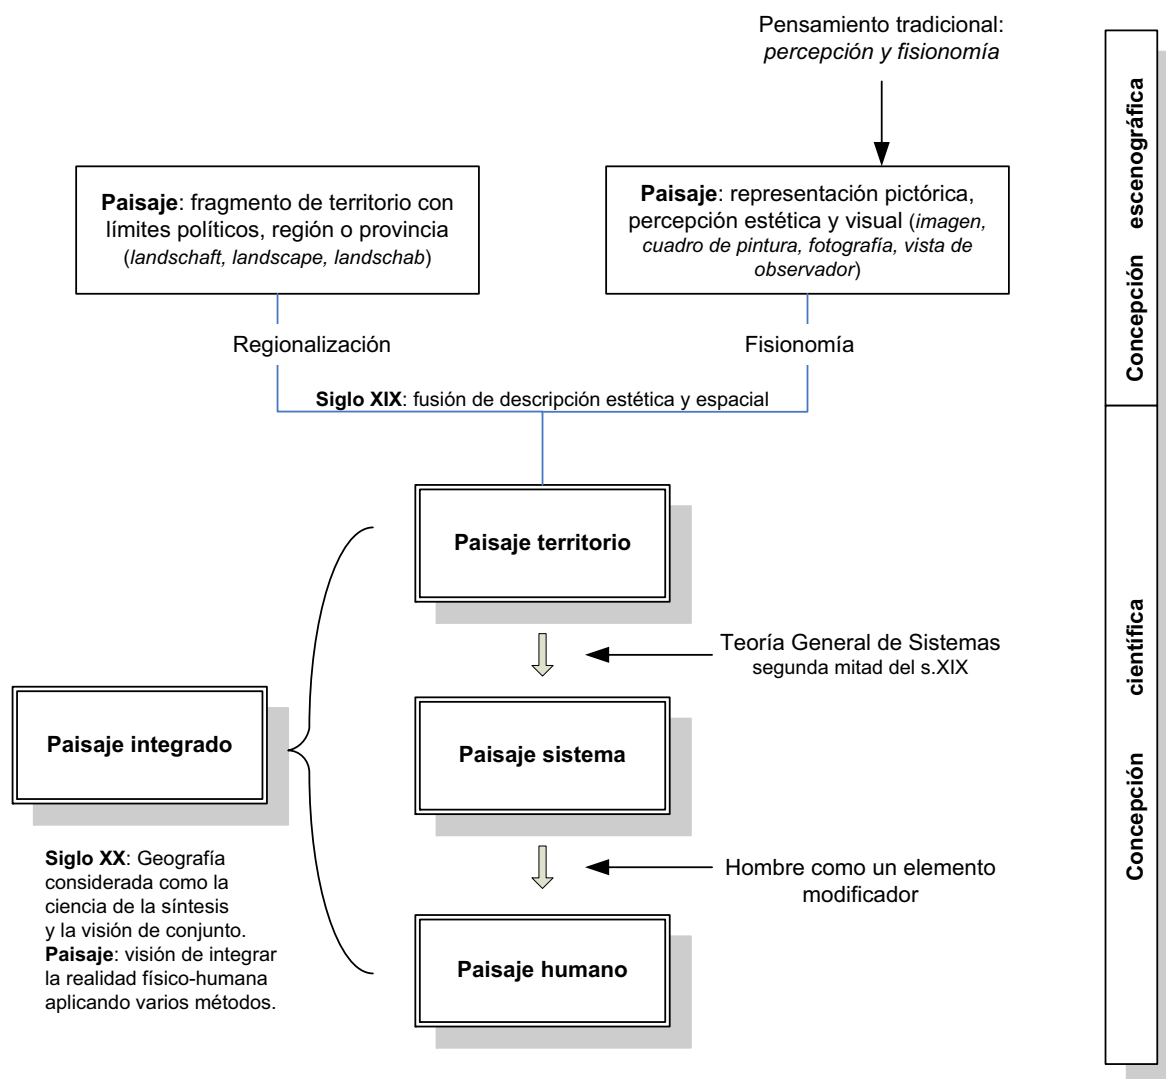 Pensamiento tradicional:
percepción y fisionomía
Paisaje: fragmento de territorio con
límites políticos, región o provincia
(landschaft, landscape, landschab)
Paisaje: representación pictórica,
percepción estética y visual (imagen,
cuadro de pintura, fotografía, vista de
observador)
Regionalización
Fisionomía
Siglo XIX: fusión de descripción estética y espacial
Paisaje territorio
Teoría General de Sistemas
segunda mitad del s.XIX
Paisaje integrado
Paisaje sistema
Siglo XX: Geografía
considerada como la
ciencia de la síntesis
y la visión de conjunto.
Paisaje: visión de integrar
la realidad físico-humana
aplicando varios métodos.
Hombre como un elemento
modificador
Paisaje humano
Concepción escenográfica
Concepción científica